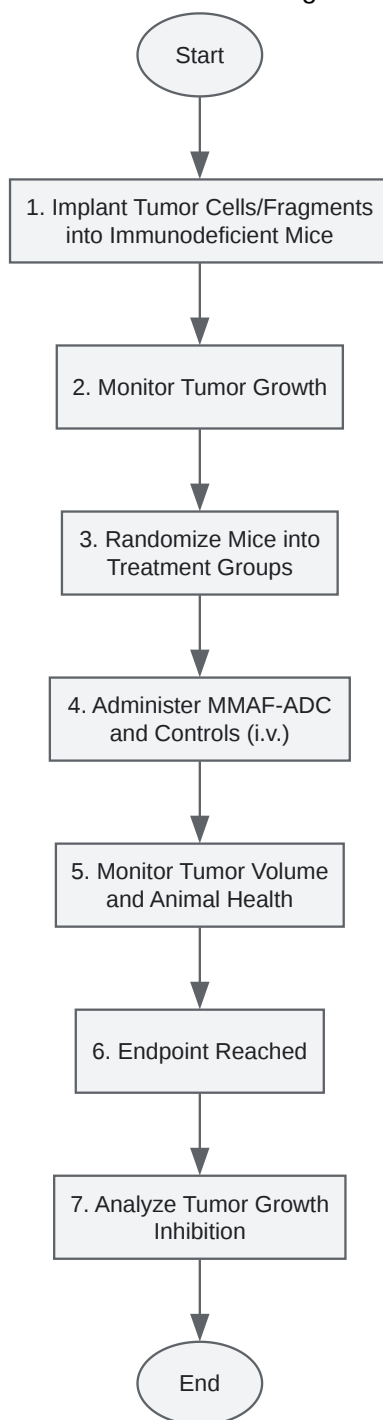 Start
1. Implant Tumor Cells/Fragments
into Immunodeficient Mice
2. Monitor Tumor Growth
3. Randomize Mice into
Treatment Groups
4. Administer MMAF-ADC
and Controls (i.v.)
5. Monitor Tumor Volume
and Animal Health
6. Endpoint Reached
7. Analyze Tumor Growth
Inhibition
End